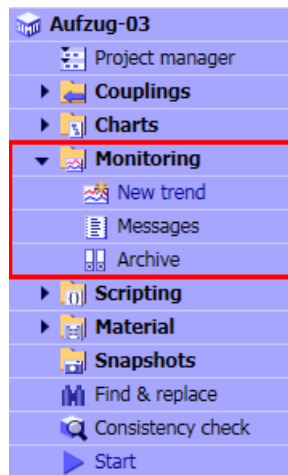 Aufzug-03
Project manager
Couplings
Charts
Monitoring
New trend
Messages
Archive
Scripting
Material
Snapshots
Find & replace
Consistency check
Start